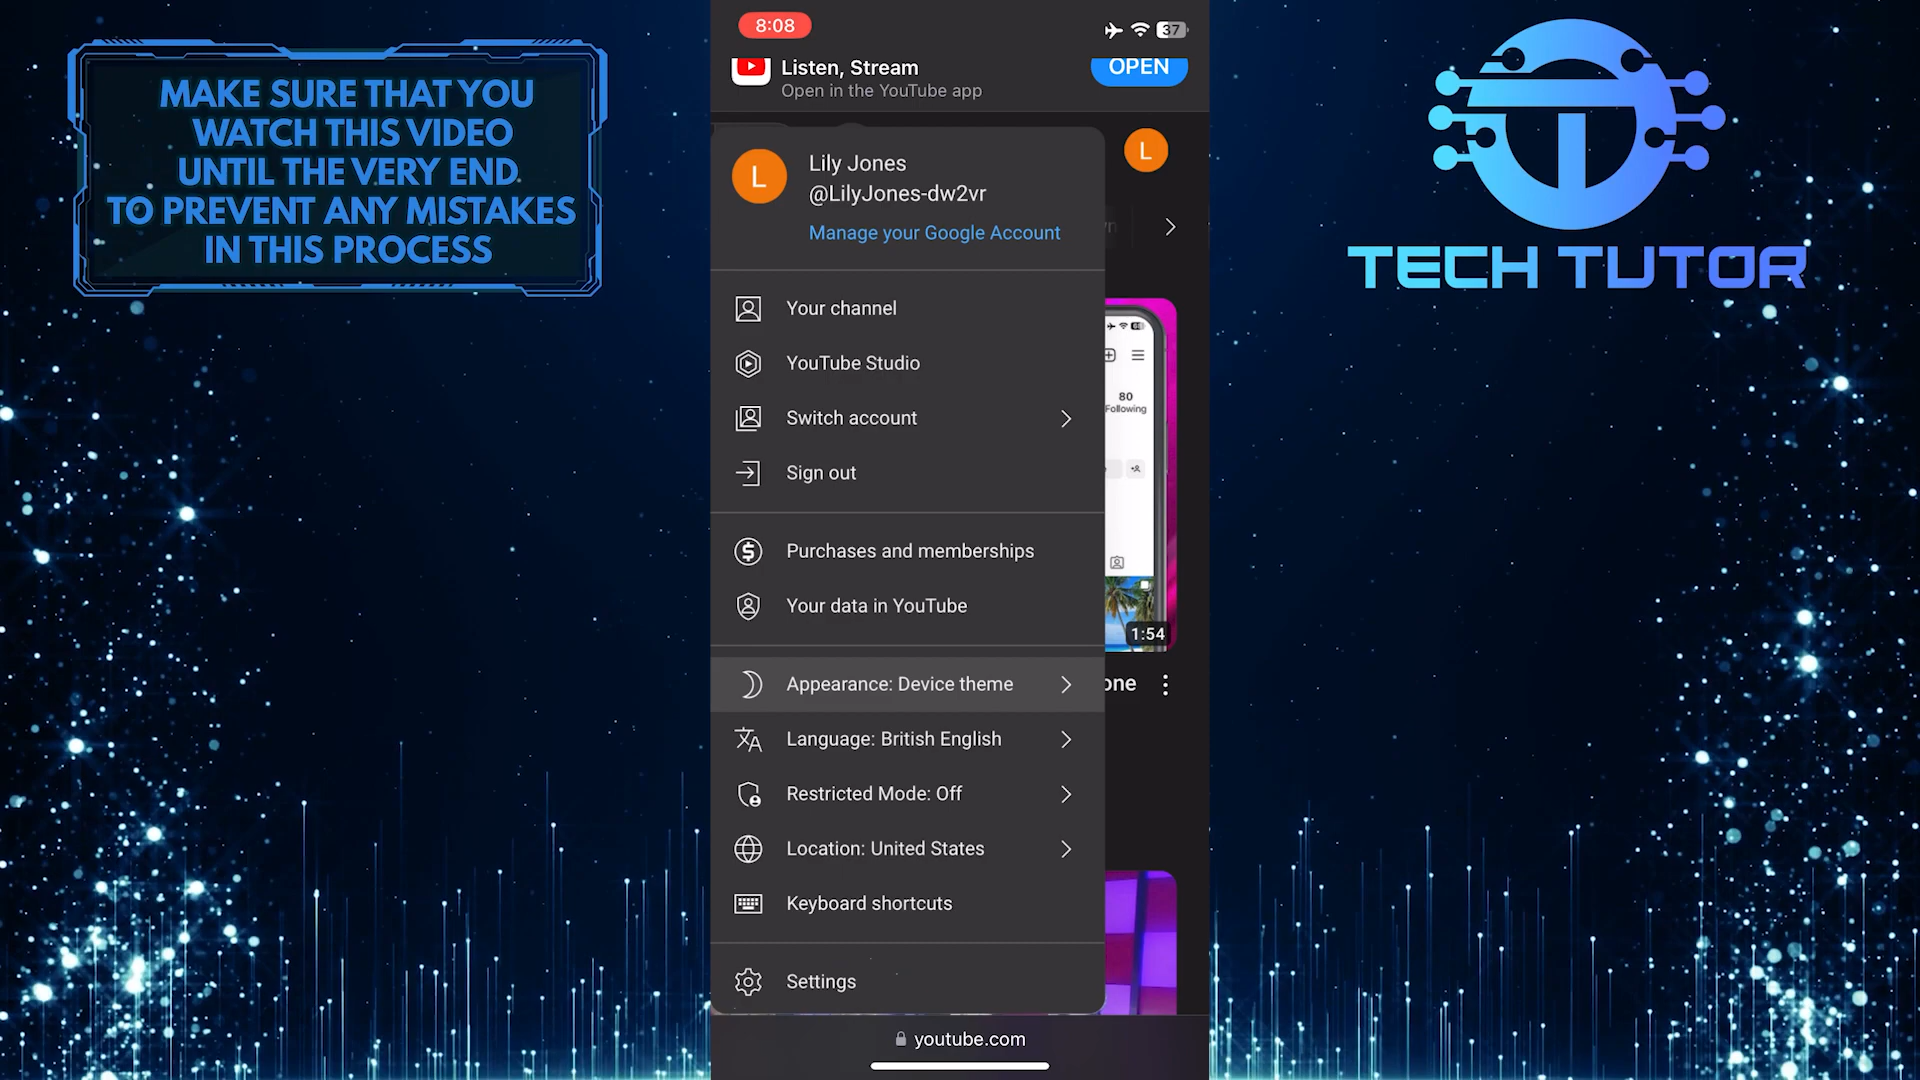 MAKE SURE THAT YOU
WATCH THIS VIDEO
UNTIL THE VERY END
TO PREVENT ANY MISTAKES
IN THIS PROCESS
8:08
37
Listen, Stream
Open in the YouTube app
OPEN
L
Lily Jones
@LilyJones-dw2vr
Manage your Google Account
L
Your channel
YouTube Studio
Switch account
Sign out
Purchases and memberships
Your data in YouTube
Appearance: Device theme
Language: British English
Restricted Mode: Off
Location: United States
Keyboard shortcuts
Settings
80
Following
1:54
one
youtube.com
TECH TUTOR